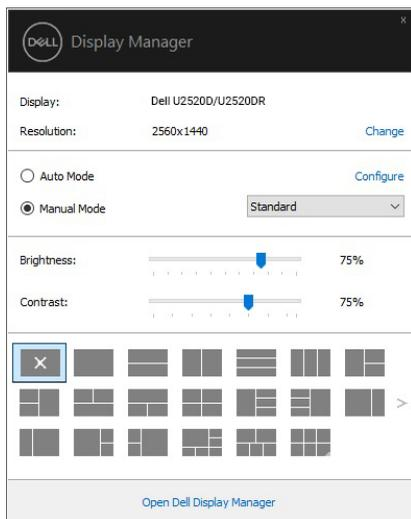 DELL Display Manager
x
Display: Dell U2520D/U2520DR
Resolution: 2560x1440 Change
Auto Mode Configure
Manual Mode Standard
Brightness: 75%
Contrast: 75%
Open Dell Display Manager